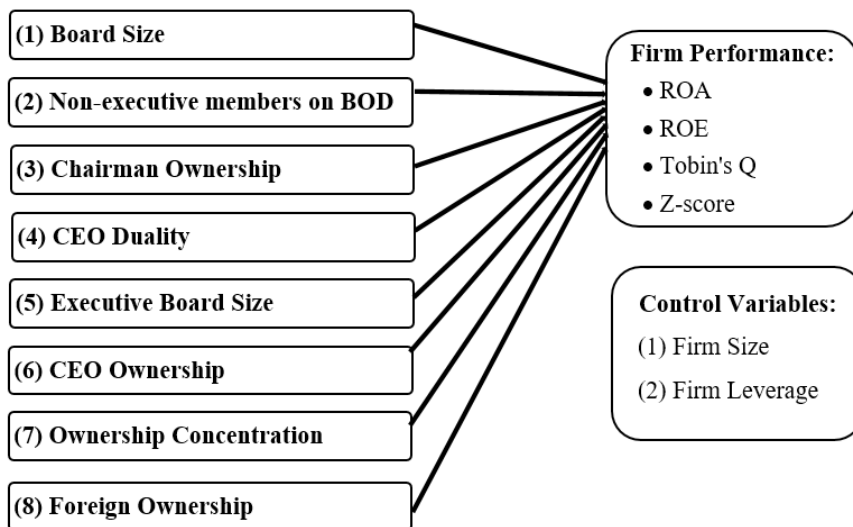 (1) Board Size
(2) Non-executive members on BOD
(3) Chairman Ownership
(4) CEO Duality
(5) Executive Board Size
(6) CEO Ownership
(7) Ownership Concentration
(8) Foreign Ownership
Firm Performance:
• ROA
• ROE
• Tobin's Q
• Z-score
Control Variables:
(1) Firm Size
(2) Firm Leverage